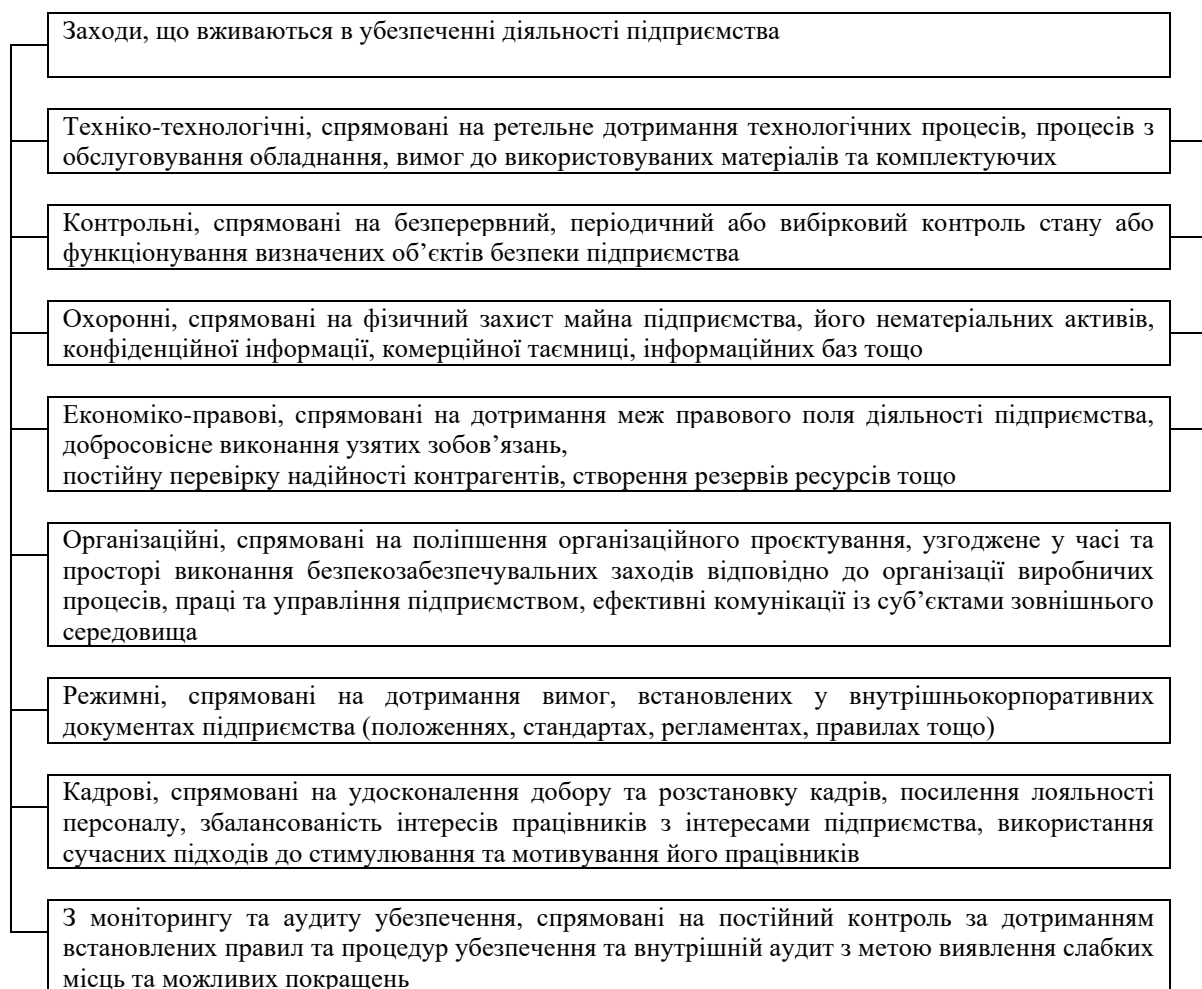 Заходи, що вживаються в убезпеченні діяльності підприємства
Техніко-технологічні, спрямовані на ретельне дотримання технологічних процесів, процесів з
обслуговування обладнання, вимог до використовуваних матеріалів та комплектуючих
Контрольні, спрямовані на безперервний, періодичний або вибірковий контроль стану або
функціонування визначених об’єктів безпеки підприємства
Охоронні, спрямовані на фізичний захист майна підприємства, його нематеріальних активів,
конфіденційної інформації, комерційної таємниці, інформаційних баз тощо
Економіко-правові, спрямовані на дотримання меж правового поля діяльності підприємства,
добросовісне виконання узятих зобов’язань,
постійну перевірку надійності контрагентів, створення резервів ресурсів тощо
Організаційні, спрямовані на поліпшення організаційного проєктування, узгоджене у часі та
просторі виконання безпекозабезпечувальних заходів відповідно до організації виробничих
процесів, праці та управління підприємством, ефективні комунікації із суб’єктами зовнішнього
середовища
Режимні, спрямовані на дотримання вимог, встановлених у внутрішньокорпоративних
документах підприємства (положеннях, стандартах, регламентах, правилах тощо)
Кадрові, спрямовані на удосконалення добору та розстановку кадрів, посилення лояльності
персоналу, збалансованість інтересів працівників з інтересами підприємства, використання
сучасних підходів до стимулювання та мотивування його працівників
З моніторингу та аудиту убезпечення, спрямовані на постійний контроль за дотриманням
встановлених правил та процедур убезпечення та внутрішній аудит з метою виявлення слабких
місць та можливих покращень